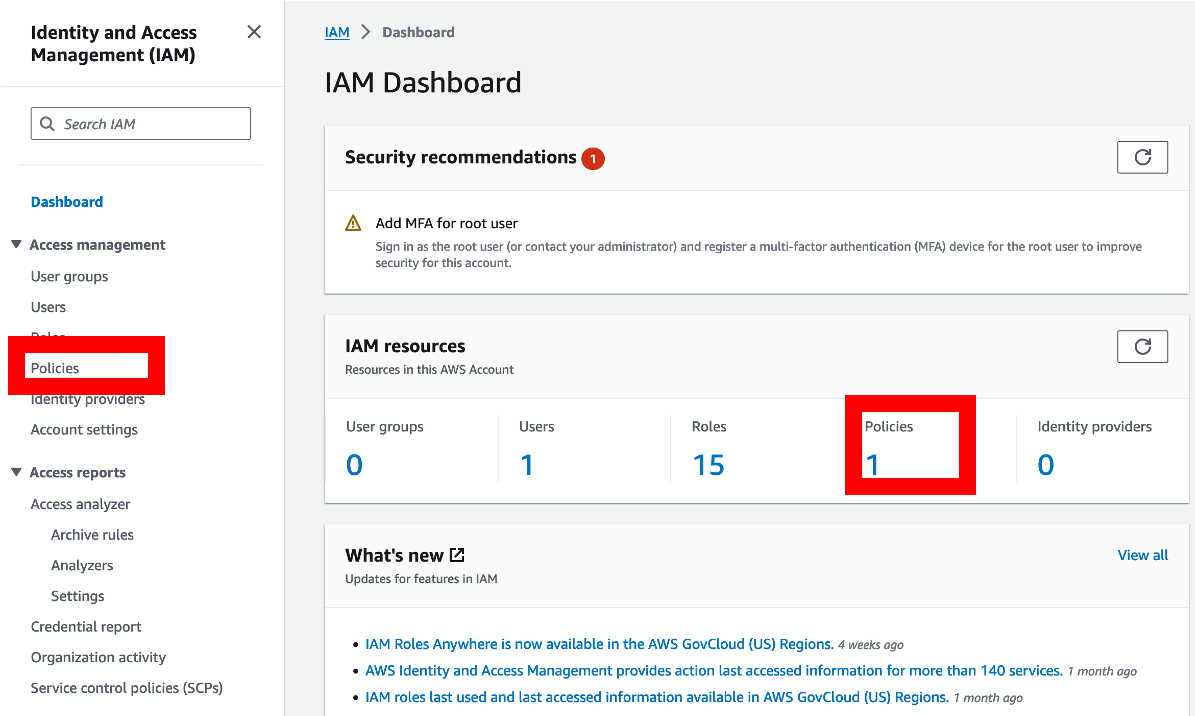 Identity and Access
Management (IAM)
Search IAM
Dashboard
Access management
User groups
Users
Roles
Policies
Identity providers
Account settings
Access reports
Access analyzer
Archive rules
Analyzers
Settings
Credential report
Organization activity
Service control policies (SCPs)
IAM > Dashboard
IAM Dashboard
Security recommendations 1
Add MFA for root user
Sign in as the root user (or contact your administrator) and register a multi-factor authentication (MFA) device for the root user to improve
security for this account.
IAM resources
Resources in this AWS Account
User groups Users Roles Policies Identity providers
0 1 15 1 0
What's new
View all
Updates for features in IAM
• IAM Roles Anywhere is now available in the AWS GovCloud (US) Regions. 4 weeks ago
• AWS Identity and Access Management provides action last accessed information for more than 140 services. 1 month ago
• IAM roles last used and last accessed information available in AWS GovCloud (US) Regions. 1 month ago